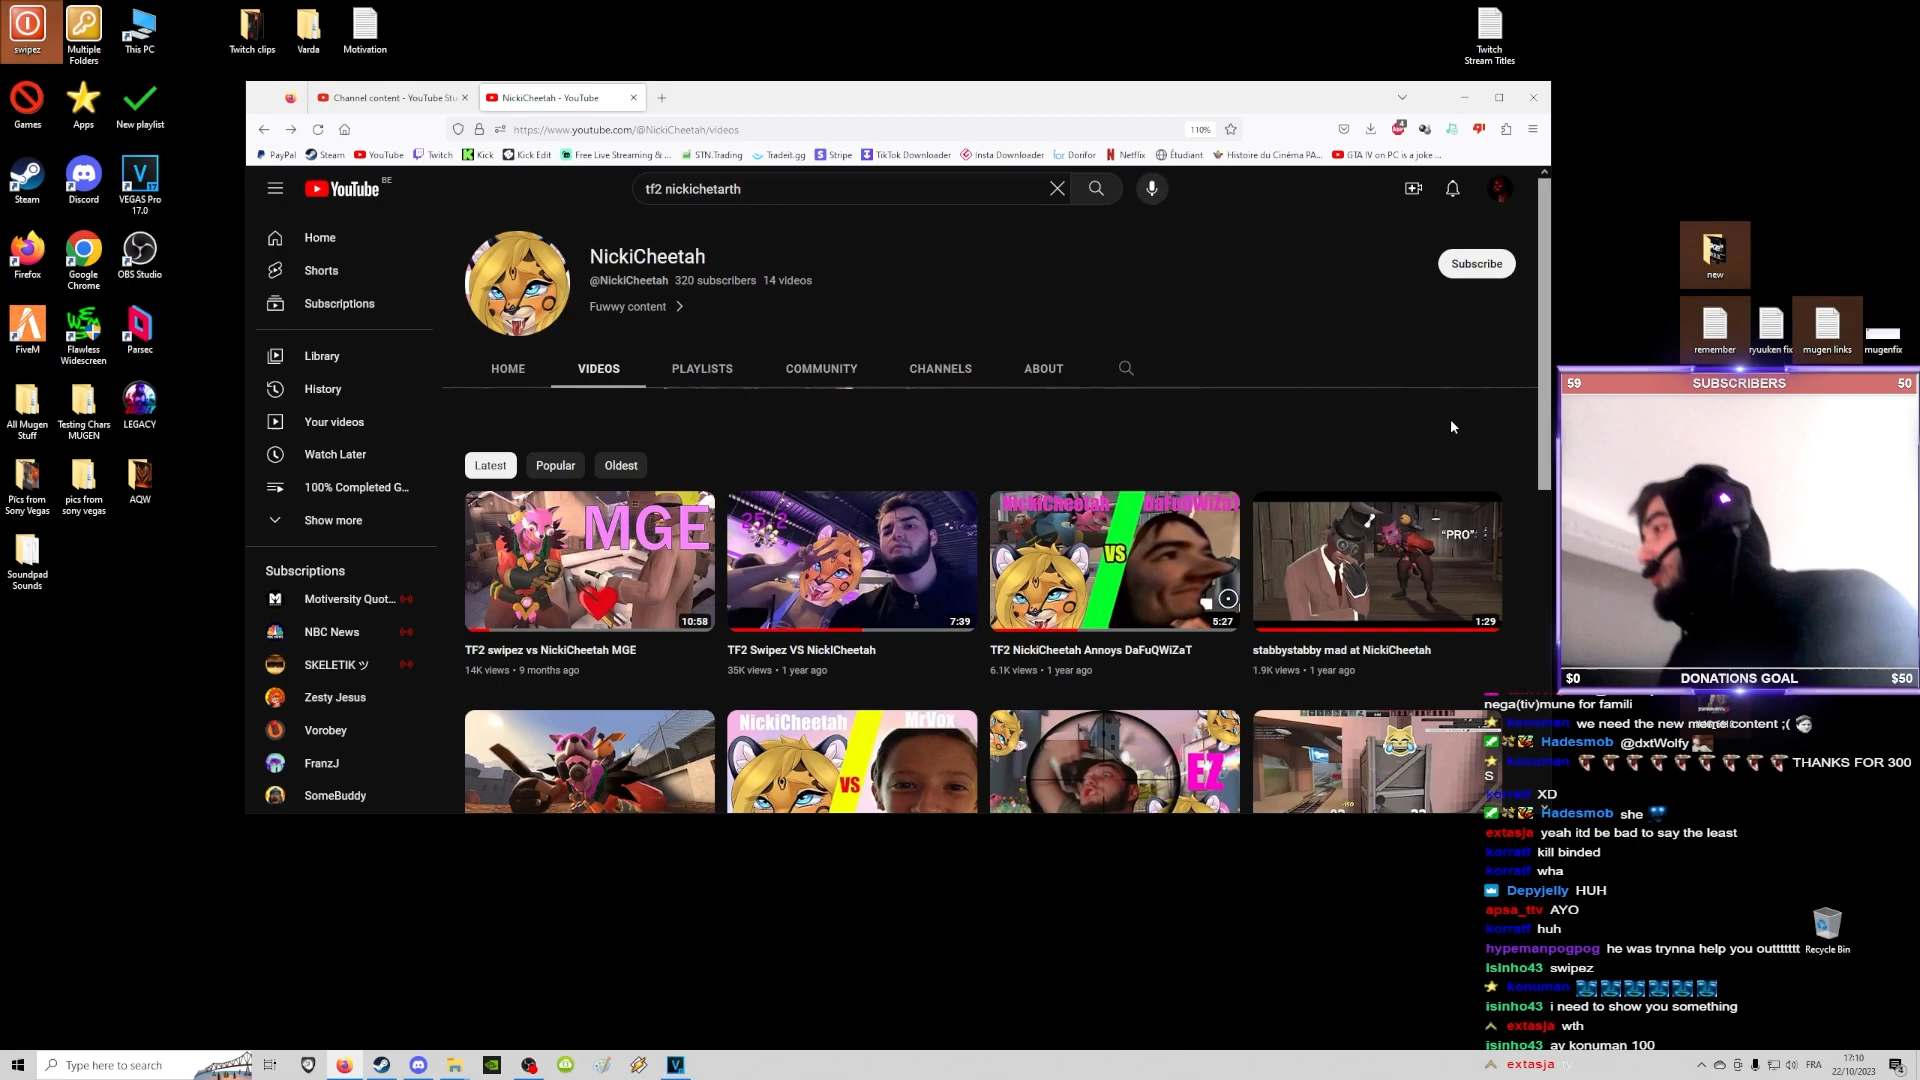 swipez
Multiple Folders
This PC
Twitch clips
Varda
Motivation
Twitch Stream Titles
Games
Apps
New playlist
Steam
Discord
VEGAS Pro 17.0
Firefox
Google Chrome
OBS Studio
FiveM
Flawless Widescreen
Parsec
All Mugen Stuff
Testing Chars MUGEN
LEGACY
Pics from Sony Vegas
pics from sony vegas
AQW
Soundpad Sounds
Channel content - YouTube Stu
NickiCheetah - YouTube
https://www.youtube.com/@NickiCheetah/videos
110%
PayPal
Steam
YouTube
Twitch
Kick
Kick Edit
Free Live Streaming & ...
STN.Trading
Tradeit.gg
Stripe
TikTok Downloader
Insta Downloader
Dorifor
Netflix
Étudiant
Histoire du Cinéma PA...
GTA IV on PC is a joke ...
YouTube BE
tf2 nickichetarth
Home
Shorts
Subscriptions
Library
History
Your videos
Watch Later
100% Completed G...
Show more
Subscriptions
Motiversity Quot...
NBC News
SKELETIK ツ
Zesty Jesus
Vorobey
FranzJ
SomeBuddy
NickiCheetah
@NickiCheetah 320 subscribers 14 videos
Fuwwy content
Subscribe
HOME
VIDEOS
PLAYLISTS
COMMUNITY
CHANNELS
ABOUT
Latest
Popular
Oldest
MGE
10:58
TF2 swipez vs NickiCheetah MGE
14K views • 9 months ago
7:39
TF2 Swipez VS NickICheetah
35K views • 1 year ago
NickiCheetah
DaFuQWiZaT
VS
5:27
TF2 NickiCheetah Annoys DaFuQWiZaT
6.1K views • 1 year ago
"PRO"
1:29
stabbystabby mad at NickiCheetah
1.9K views • 1 year ago
NickiCheetah
MrVox
VS
EZ
new
remember
ryuuken fix
mugen links
mugenfix
59 SUBSCRIBERS 50
$0 DONATIONS GOAL $50
nega(tiv)mune for famili
konuman we need the new mugen content ;(
Hadesmob @dxtWolfy
konuman THANKS FOR 300
S
korratf XD
Hadesmob she
extasja yeah itd be bad to say the least
korratf kill binded
korratf wha
Depyjelly HUH
apsa_ttv AYO
korratf huh
hypemanpogpog he was trynna help you outttttt
isinho43 swipez
konuman
isinho43 i need to show you something
extasja wth
isinho43 ay konuman 100
extasja
Recycle Bin
Type here to search
FRA
17:10
22/10/2023